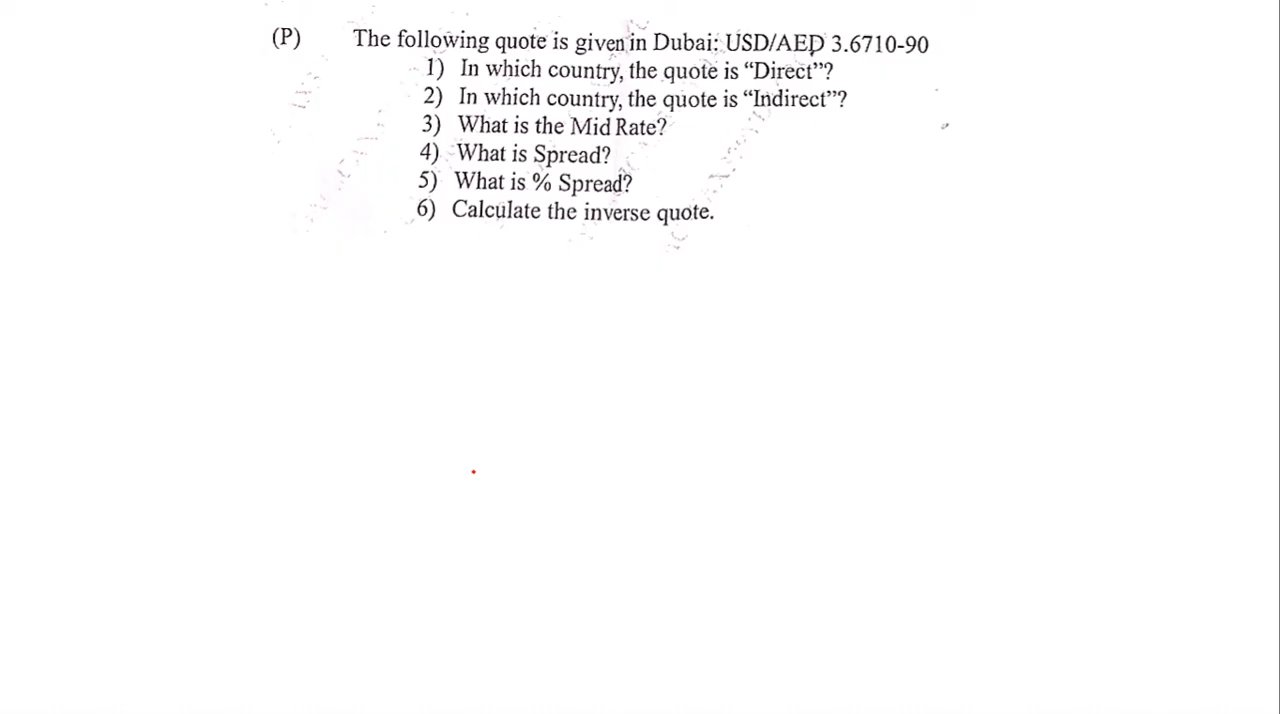 (P) The following quote is given in Dubai: USD/AED 3.6710-90
1) In which country, the quote is “Direct”?
2) In which country, the quote is “Indirect”?
3) What is the Mid Rate?
4) What is Spread?
5) What is % Spread?
6) Calculate the inverse quote.